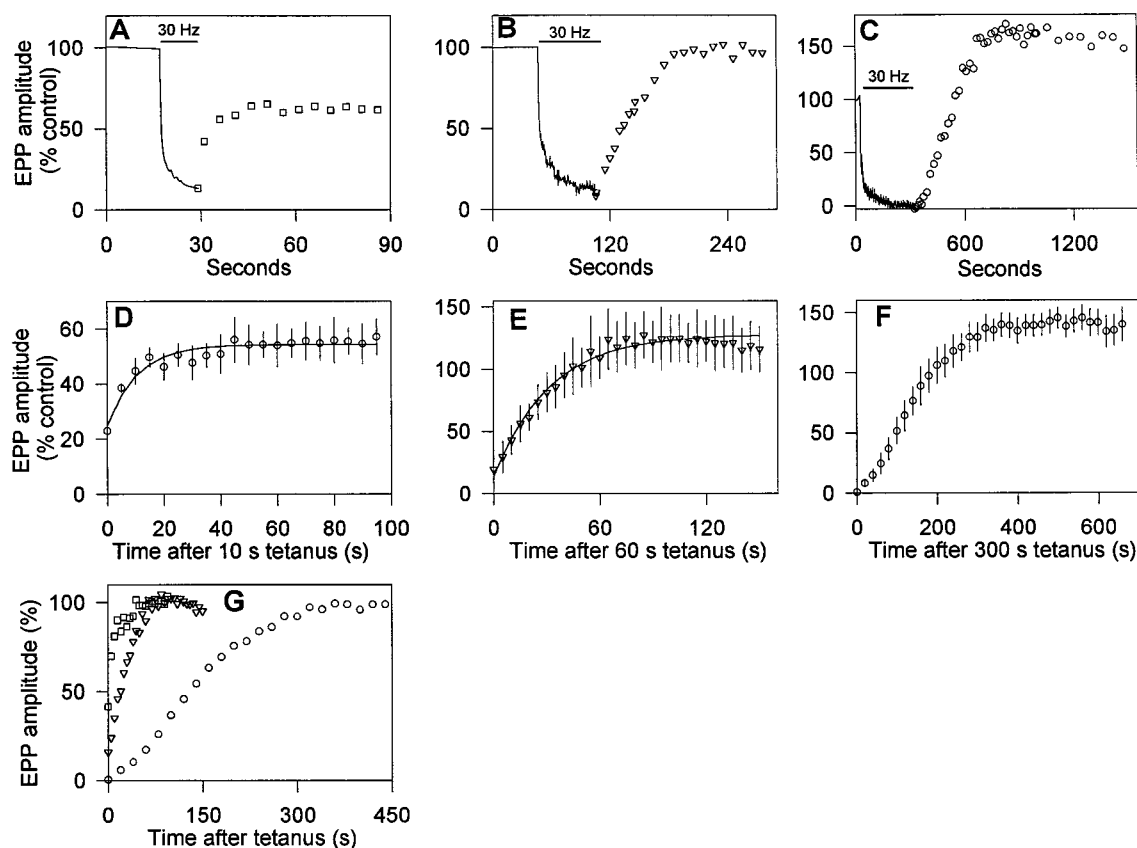 A
30 Hz
EPP amplitude
(% control)
100
50
0
0 30 60 90
Seconds
B
30 Hz
100
50
0
0 120 240
Seconds
C
30 Hz
150
100
50
0
0 600 1200
Seconds
D
EPP amplitude
(% control)
60
40
20
0
0 20 40 60 80 100
Time after 10 s tetanus (s)
E
150
100
50
0
0 60 120
Time after 60 s tetanus (s)
F
150
100
50
0
0 200 400 600
Time after 300 s tetanus (s)
G
EPP amplitude (%)
100
50
0
0 150 300 450
Time after tetanus (s)